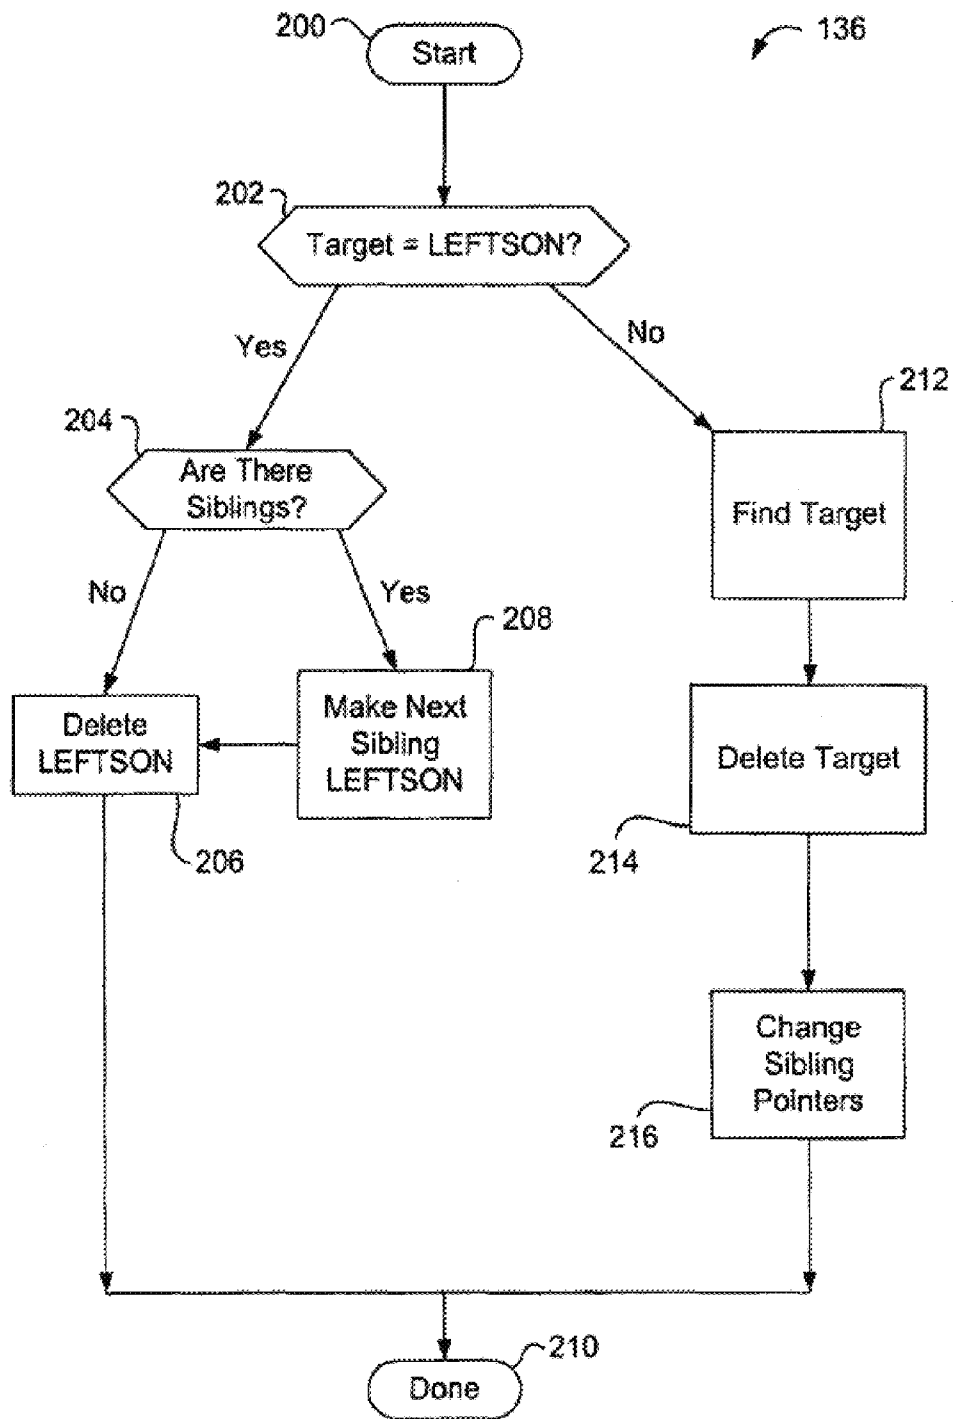 200
Start
136
202
Target = LEFTSON?
Yes
No
204
Are There
Siblings?
212
Find Target
No
Yes
208
Make Next
Sibling
LEFTSON
Delete
LEFTSON
206
Delete Target
214
Change
Sibling
Pointers
216
210
Done